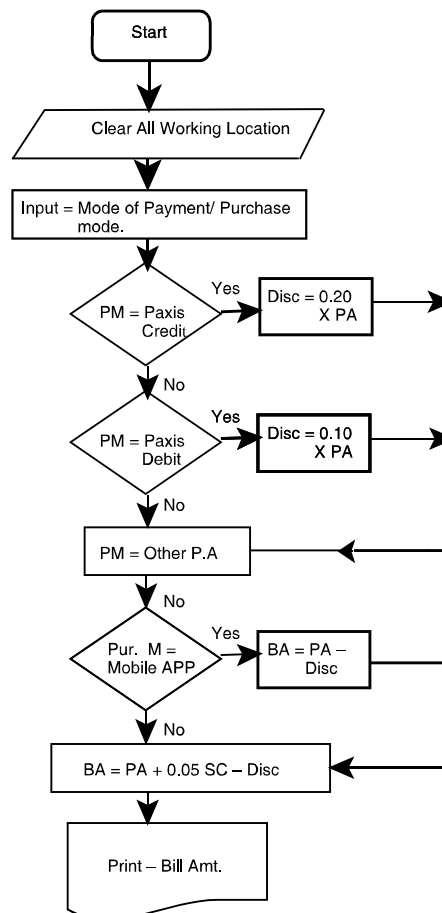 Start
Clear All Working Location
Input = Mode of Payment/ Purchase
mode.
PM = Paxis
Credit
Yes
Disc = 0.20
X PA
No
PM = Paxis
Debit
Yes
Disc = 0.10
X PA
No
PM = Other P.A
No
Pur. M =
Mobile APP
Yes
BA = PA –
Disc
No
BA = PA + 0.05 SC – Disc
Print – Bill Amt.